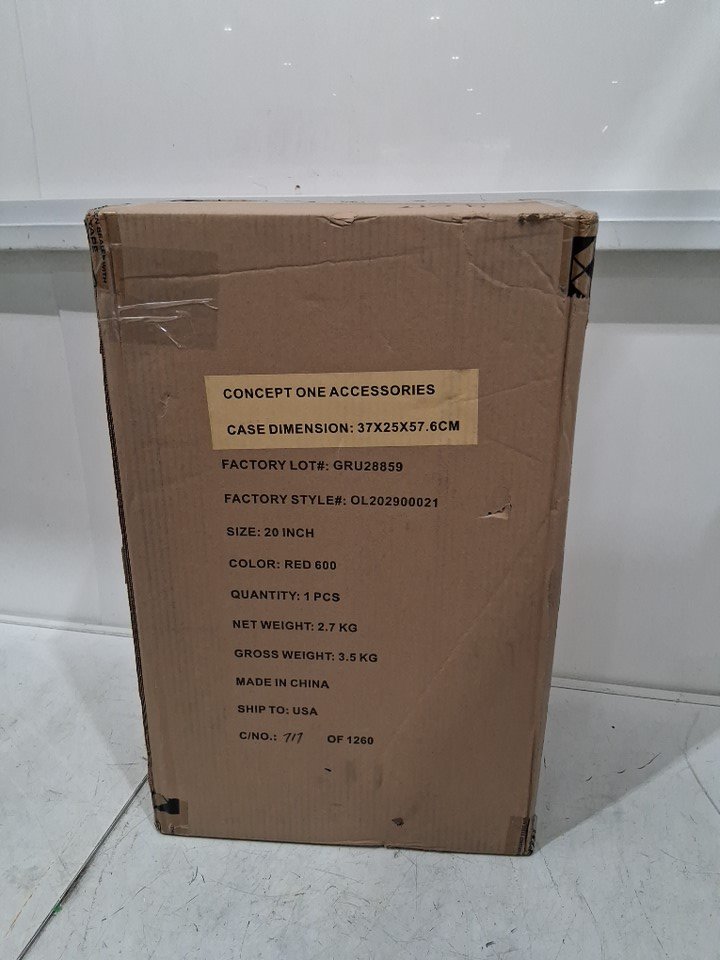 CONCEPT ONE ACCESSORIES
CASE DIMENSION: 37X25X57.6CM
FACTORY LOT#: GRU28859
FACTORY STYLE#: OL202900021
SIZE: 20 INCH
COLOR: RED 600
QUANTITY: 1 PCS
NET WEIGHT: 2.7 KG
GROSS WEIGHT: 3.5 KG
MADE IN CHINA
SHIP TO: USA
C/NO.: 717 OF 1260